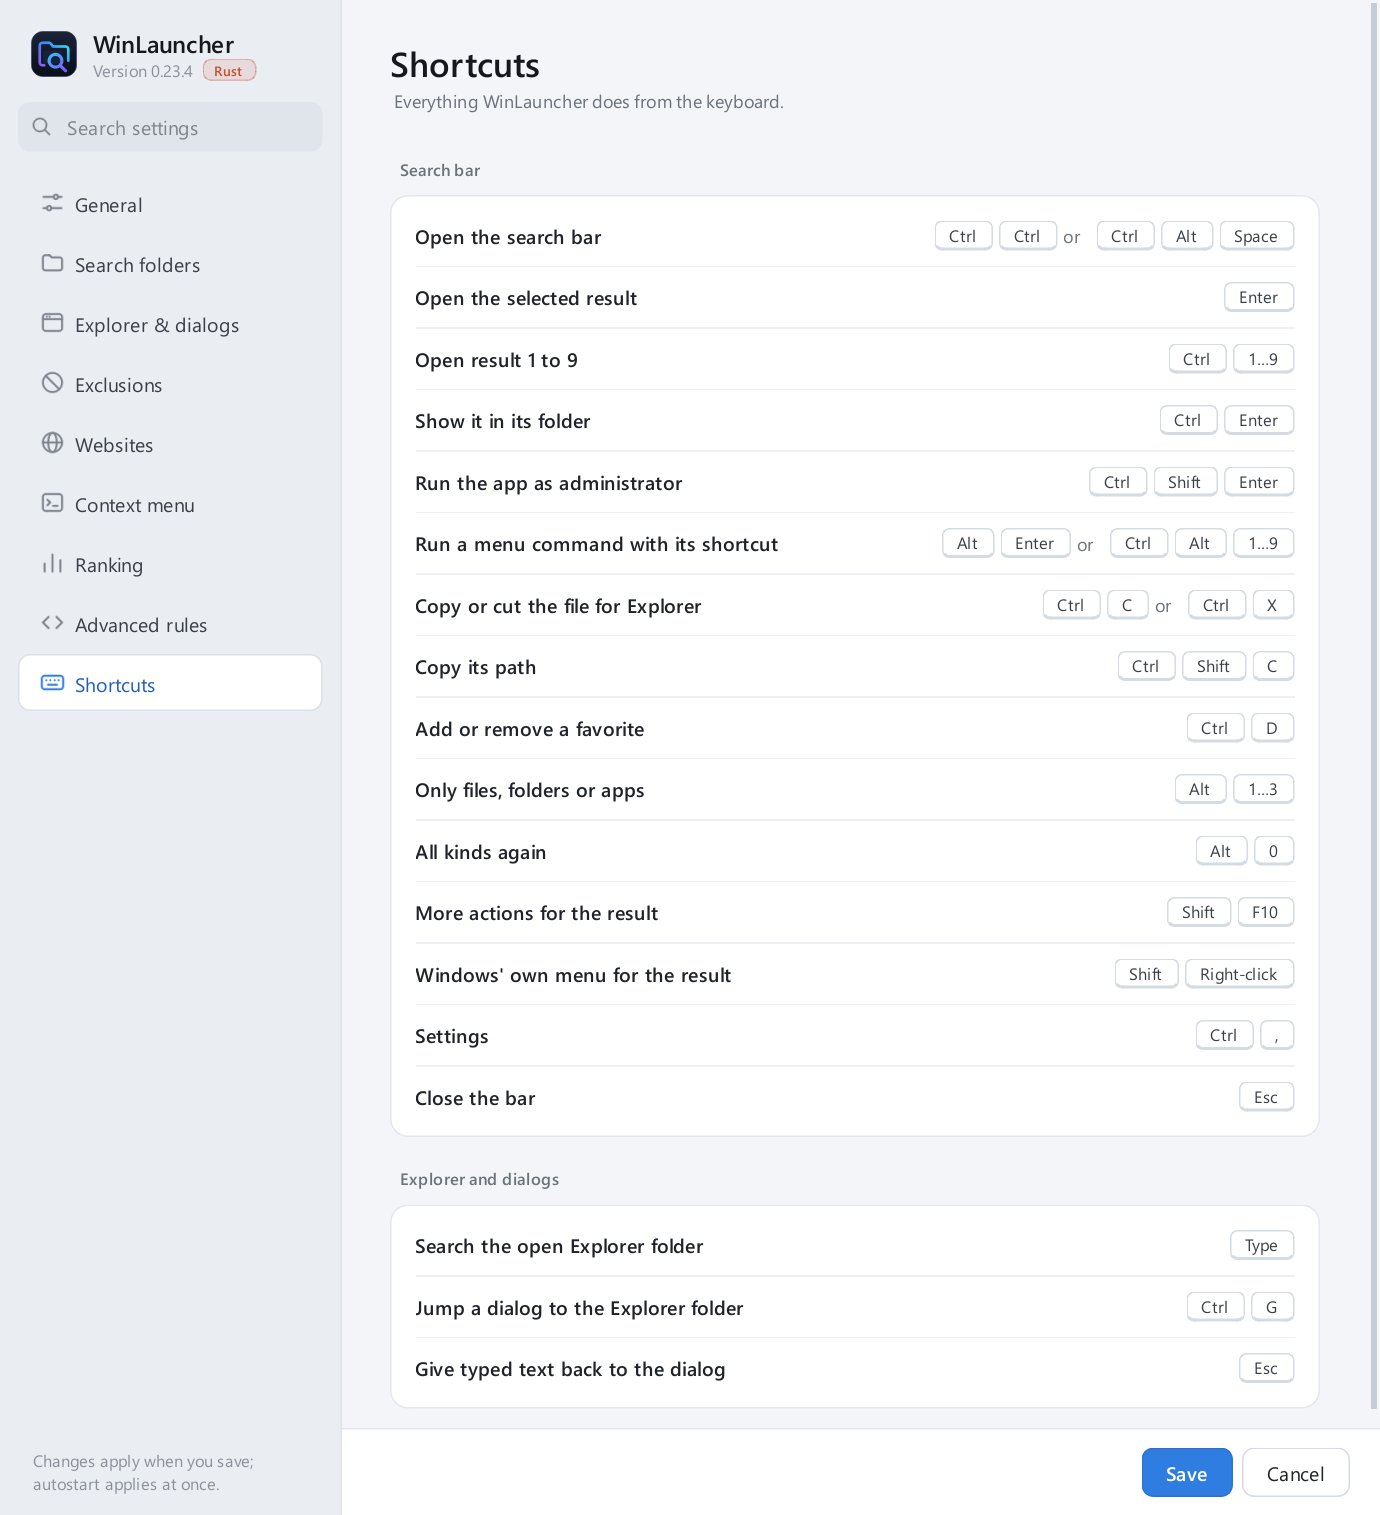 WinLauncher
Version 0.23.4 Rust
Search settings
General
Search folders
Explorer & dialogs
Exclusions
Websites
Context menu
Ranking
Advanced rules
Shortcuts
Changes apply when you save;
autostart applies at once.
Shortcuts
Everything WinLauncher does from the keyboard.
Search bar
Open the search bar Ctrl Ctrl or Ctrl Alt Space
Open the selected result Enter
Open result 1 to 9 Ctrl 1...9
Show it in its folder Ctrl Enter
Run the app as administrator Ctrl Shift Enter
Run a menu command with its shortcut Alt Enter or Ctrl Alt 1...9
Copy or cut the file for Explorer Ctrl C or Ctrl X
Copy its path Ctrl Shift C
Add or remove a favorite Ctrl D
Only files, folders or apps Alt 1...3
All kinds again Alt 0
More actions for the result Shift F10
Windows' own menu for the result Shift Right-click
Settings Ctrl ,
Close the bar Esc
Explorer and dialogs
Search the open Explorer folder Type
Jump a dialog to the Explorer folder Ctrl G
Give typed text back to the dialog Esc
Save Cancel